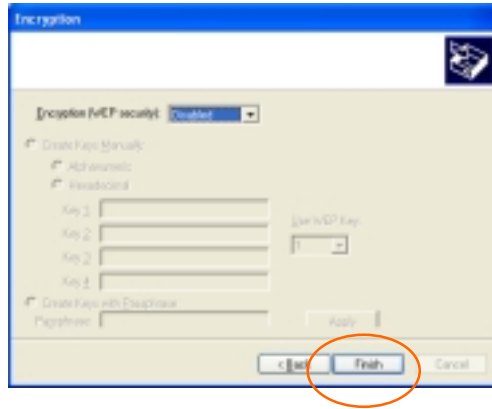 Encryption
Encryption (WEP security): Disabled
Create Keys Manually
Alphanumeric
Hexadecimal
Key 1:
Use WEP Key:
Key 2:
1
Key 3:
Key 4:
Create Keys with Passphrase
Passphrase:
Apply
< Back Finish Cancel